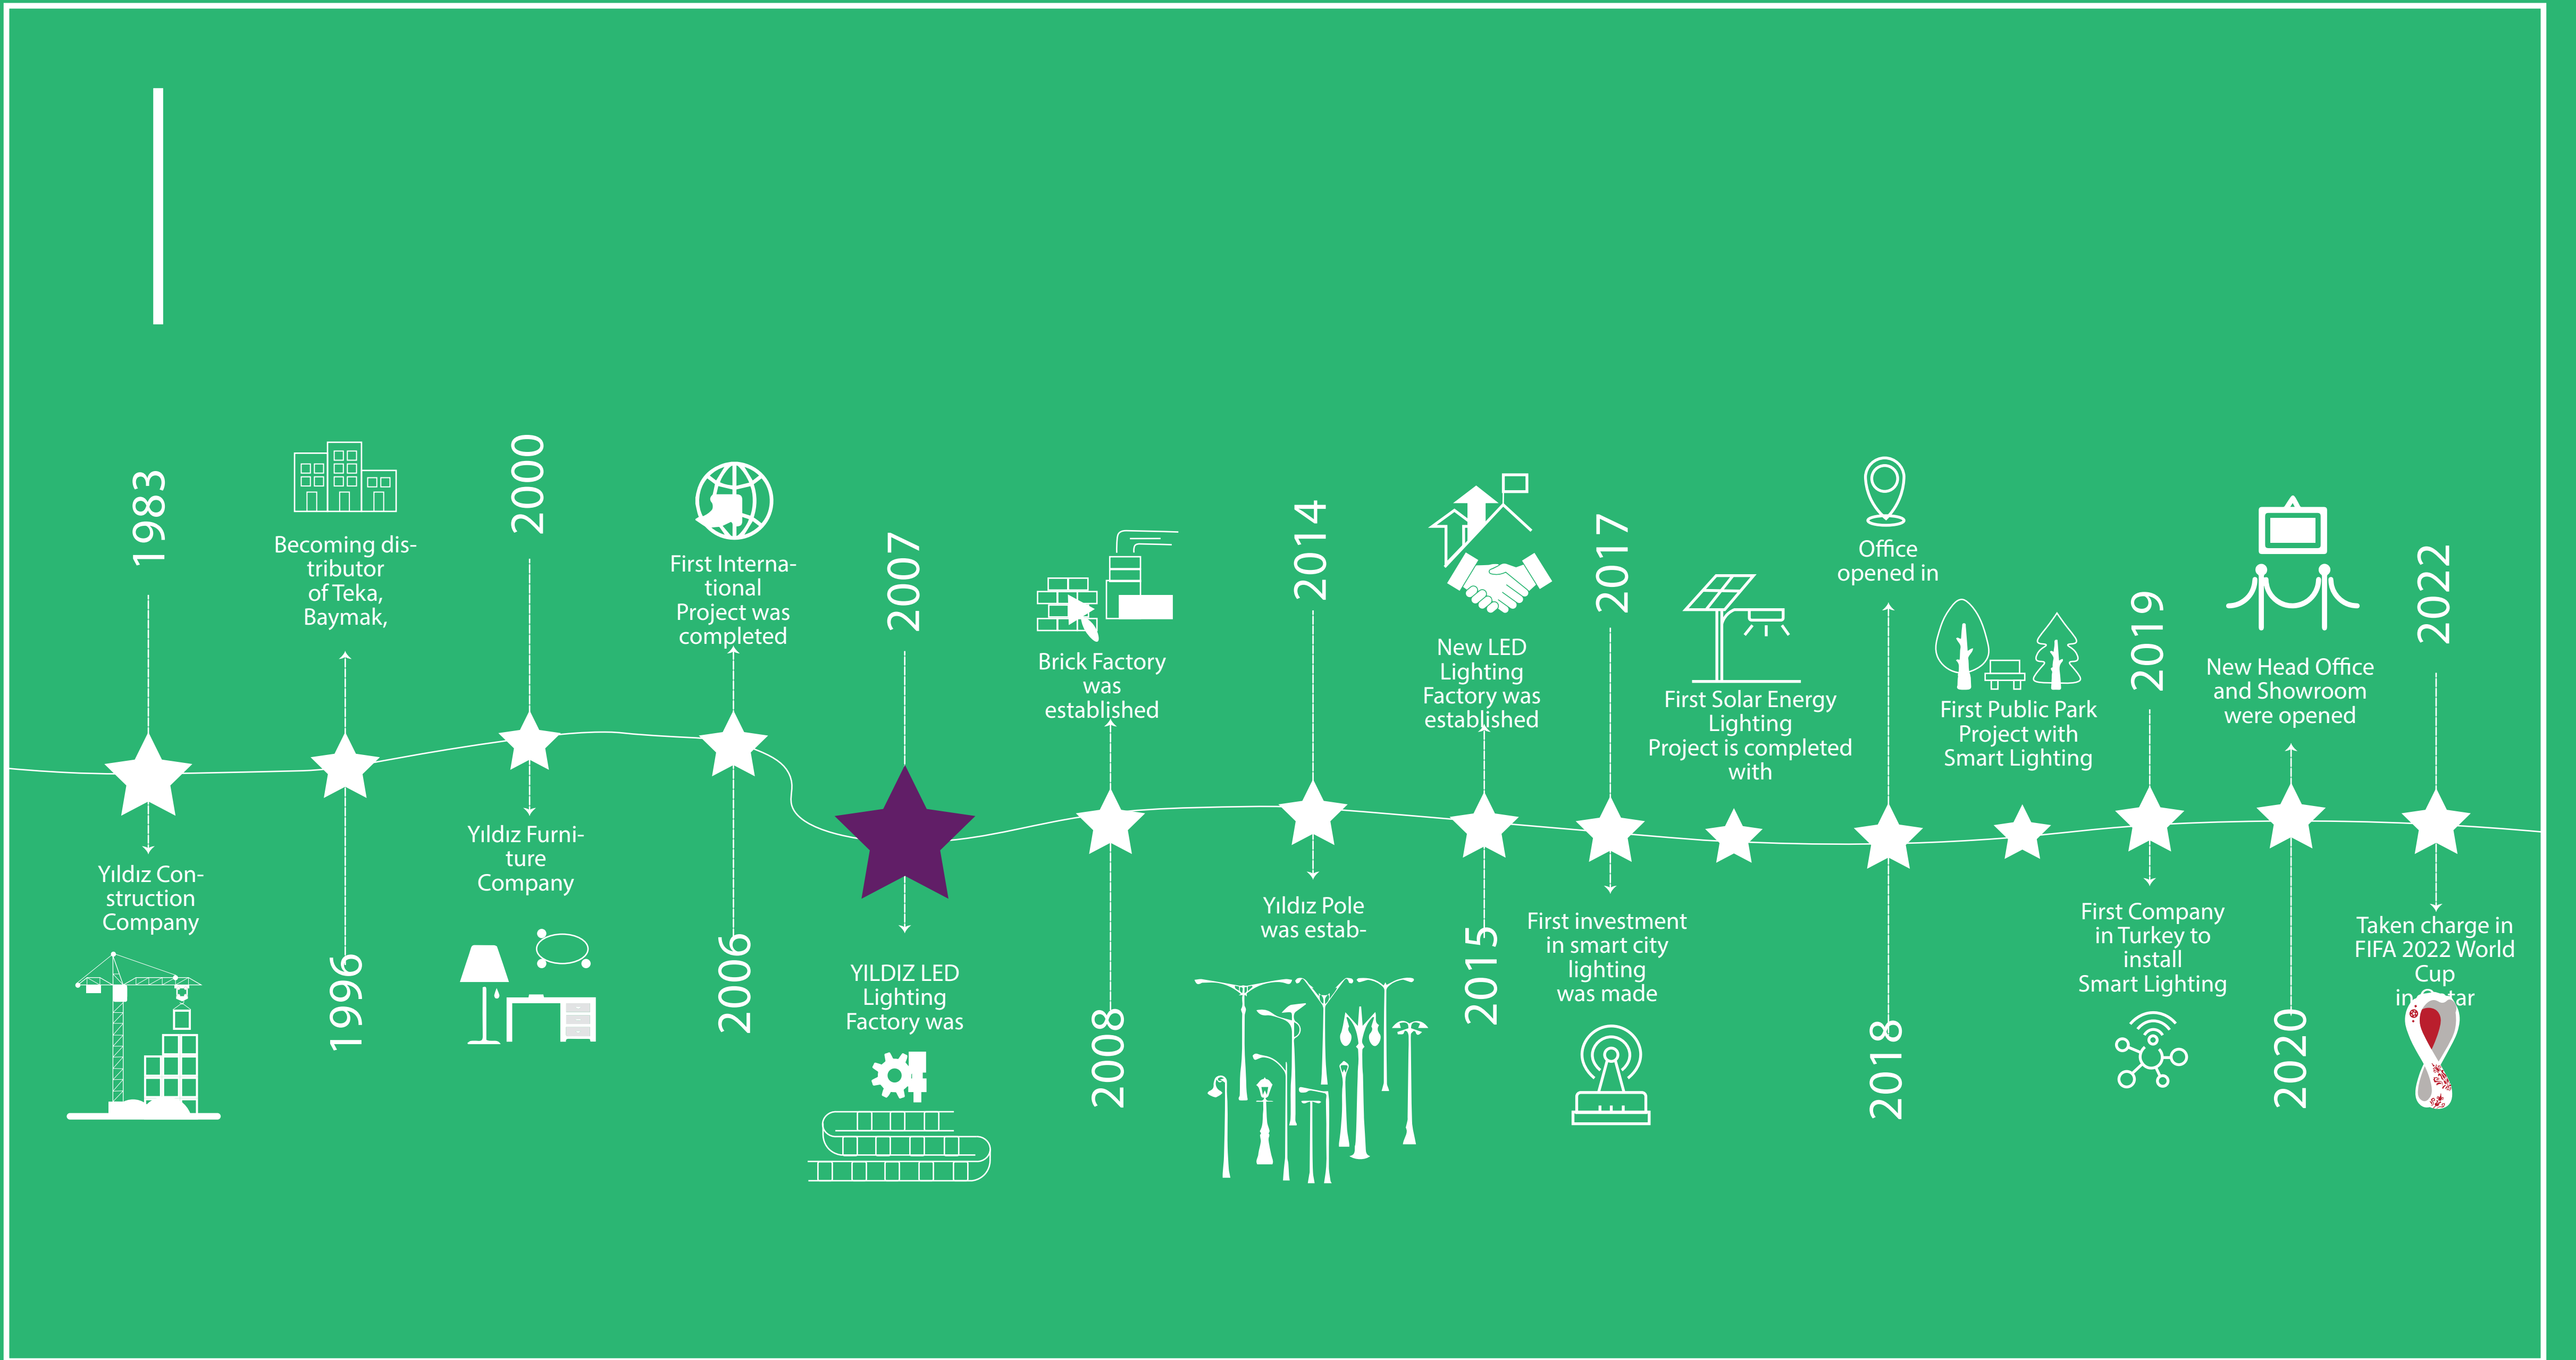 1983
Yıldız Con-
struction
Company
Becoming dis-
tributor
of Teka,
Baymak,
1996
2000
Yıldız Furni-
ture
Company
First Interna-
tional
Project was
completed
2006
2007
YILDIZ LED
Lighting
Factory was
Brick Factory
was
established
2008
2014
Yıldız Pole
was estab-
New LED
Lighting
Factory was
established
2015
2017
First investment
in smart city
lighting
was made
First Solar Energy
Lighting
Project is completed
with
Office
opened in
2018
First Public Park
Project with
Smart Lighting
2019
First Company
in Turkey to
install
Smart Lighting
New Head Office
and Showroom
were opened
2020
2022
Taken charge in
FIFA 2022 World
Cup
in Qatar